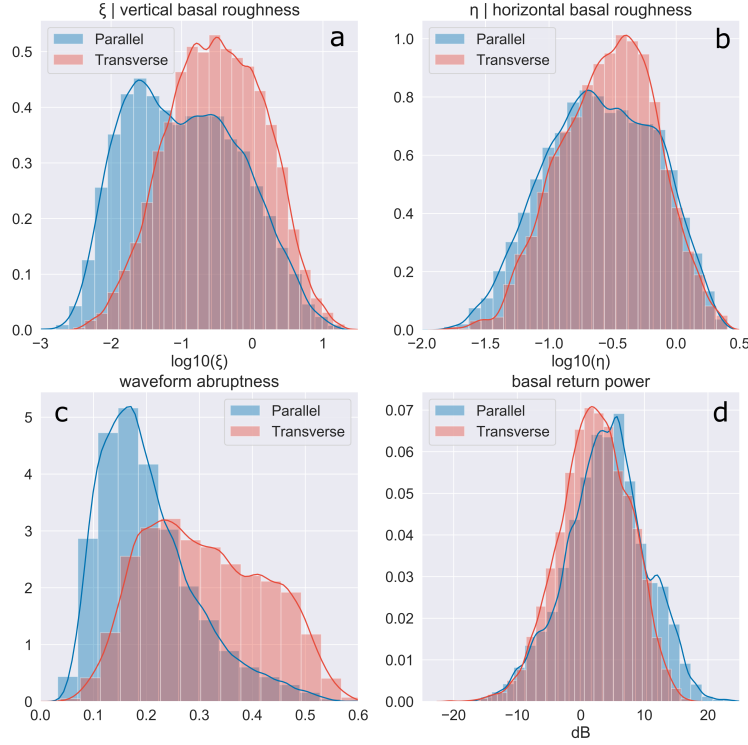 ξ | vertical basal roughness
a
Parallel
Transverse
0.5
0.4
0.3
0.2
0.1
0.0
−3
−2
−1
0
1
log10(ξ)
η | horizontal basal roughness
b
Parallel
Transverse
1.0
0.8
0.6
0.4
0.2
0.0
−2.0
−1.5
−1.0
−0.5
0.0
0.5
log10(η)
waveform abruptness
c
Parallel
Transverse
5
4
3
2
1
0
0.0
0.1
0.2
0.3
0.4
0.5
0.6
basal return power
d
Parallel
Transverse
0.07
0.06
0.05
0.04
0.03
0.02
0.01
0.00
−20
−10
0
10
20
dB